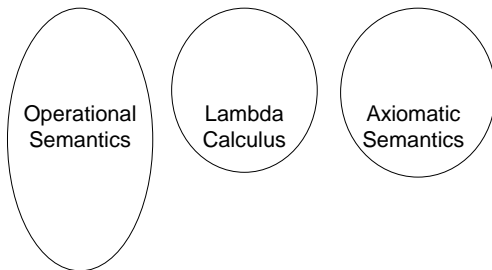 Operational
Semantics
Lambda
Calculus
Axiomatic
Semantics